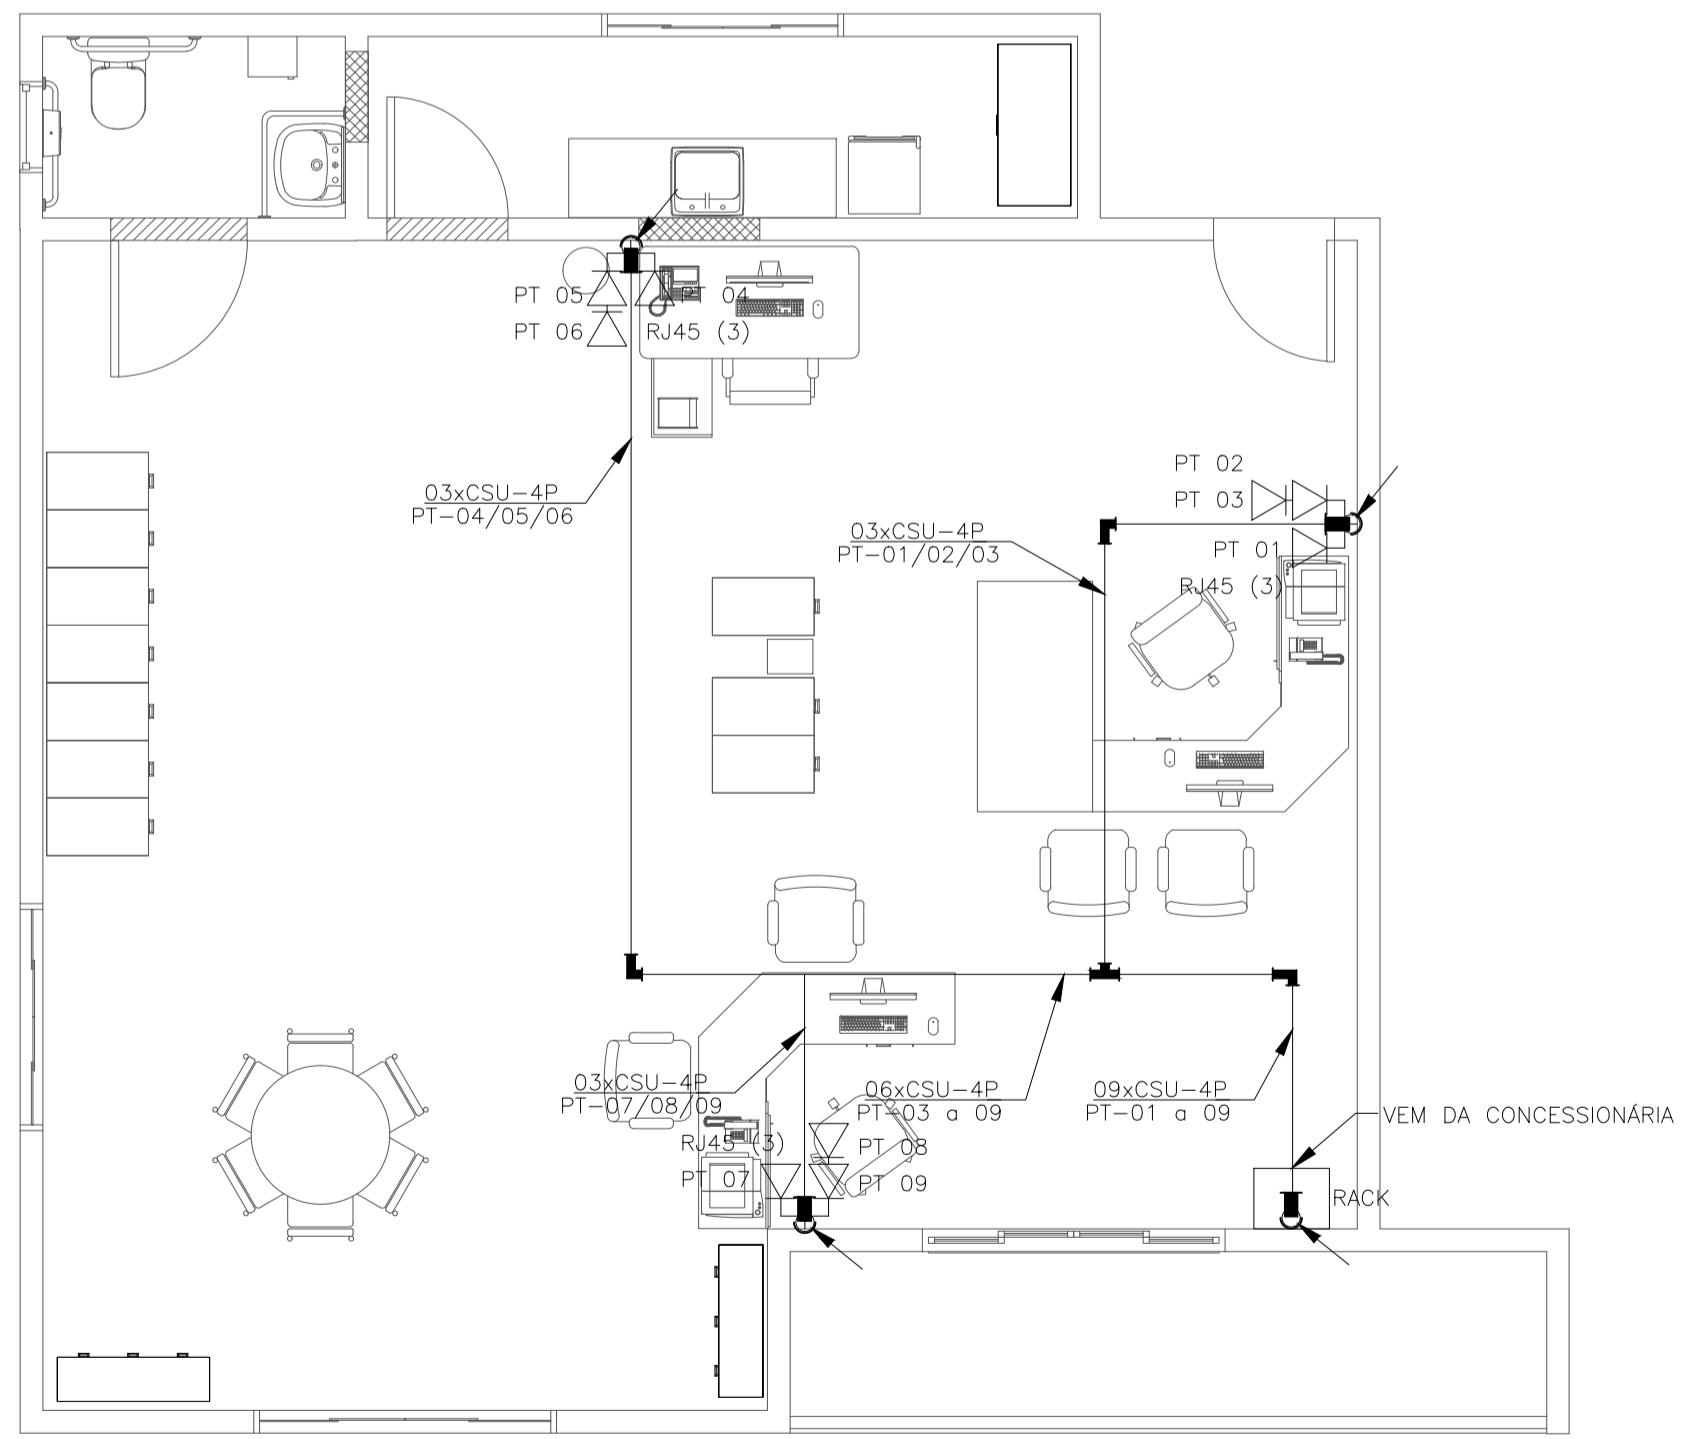 PT 05
PT 04
PT 06
RJ45 (3)
PT 02
03xCSU-4P
PT-04/05/06
PT 03
03xCSU-4P
PT-01/02/03
PT 01
RJ45 (3)
03xCSU-4P
PT-07/08/09
06xCSU-4P
PT-03 a 09
09xCSU-4P
PT-01 a 09
VEM DA CONCESSIONÁRIA
RJ45 (3)
PT 08
PT 07
PT 09
RACK